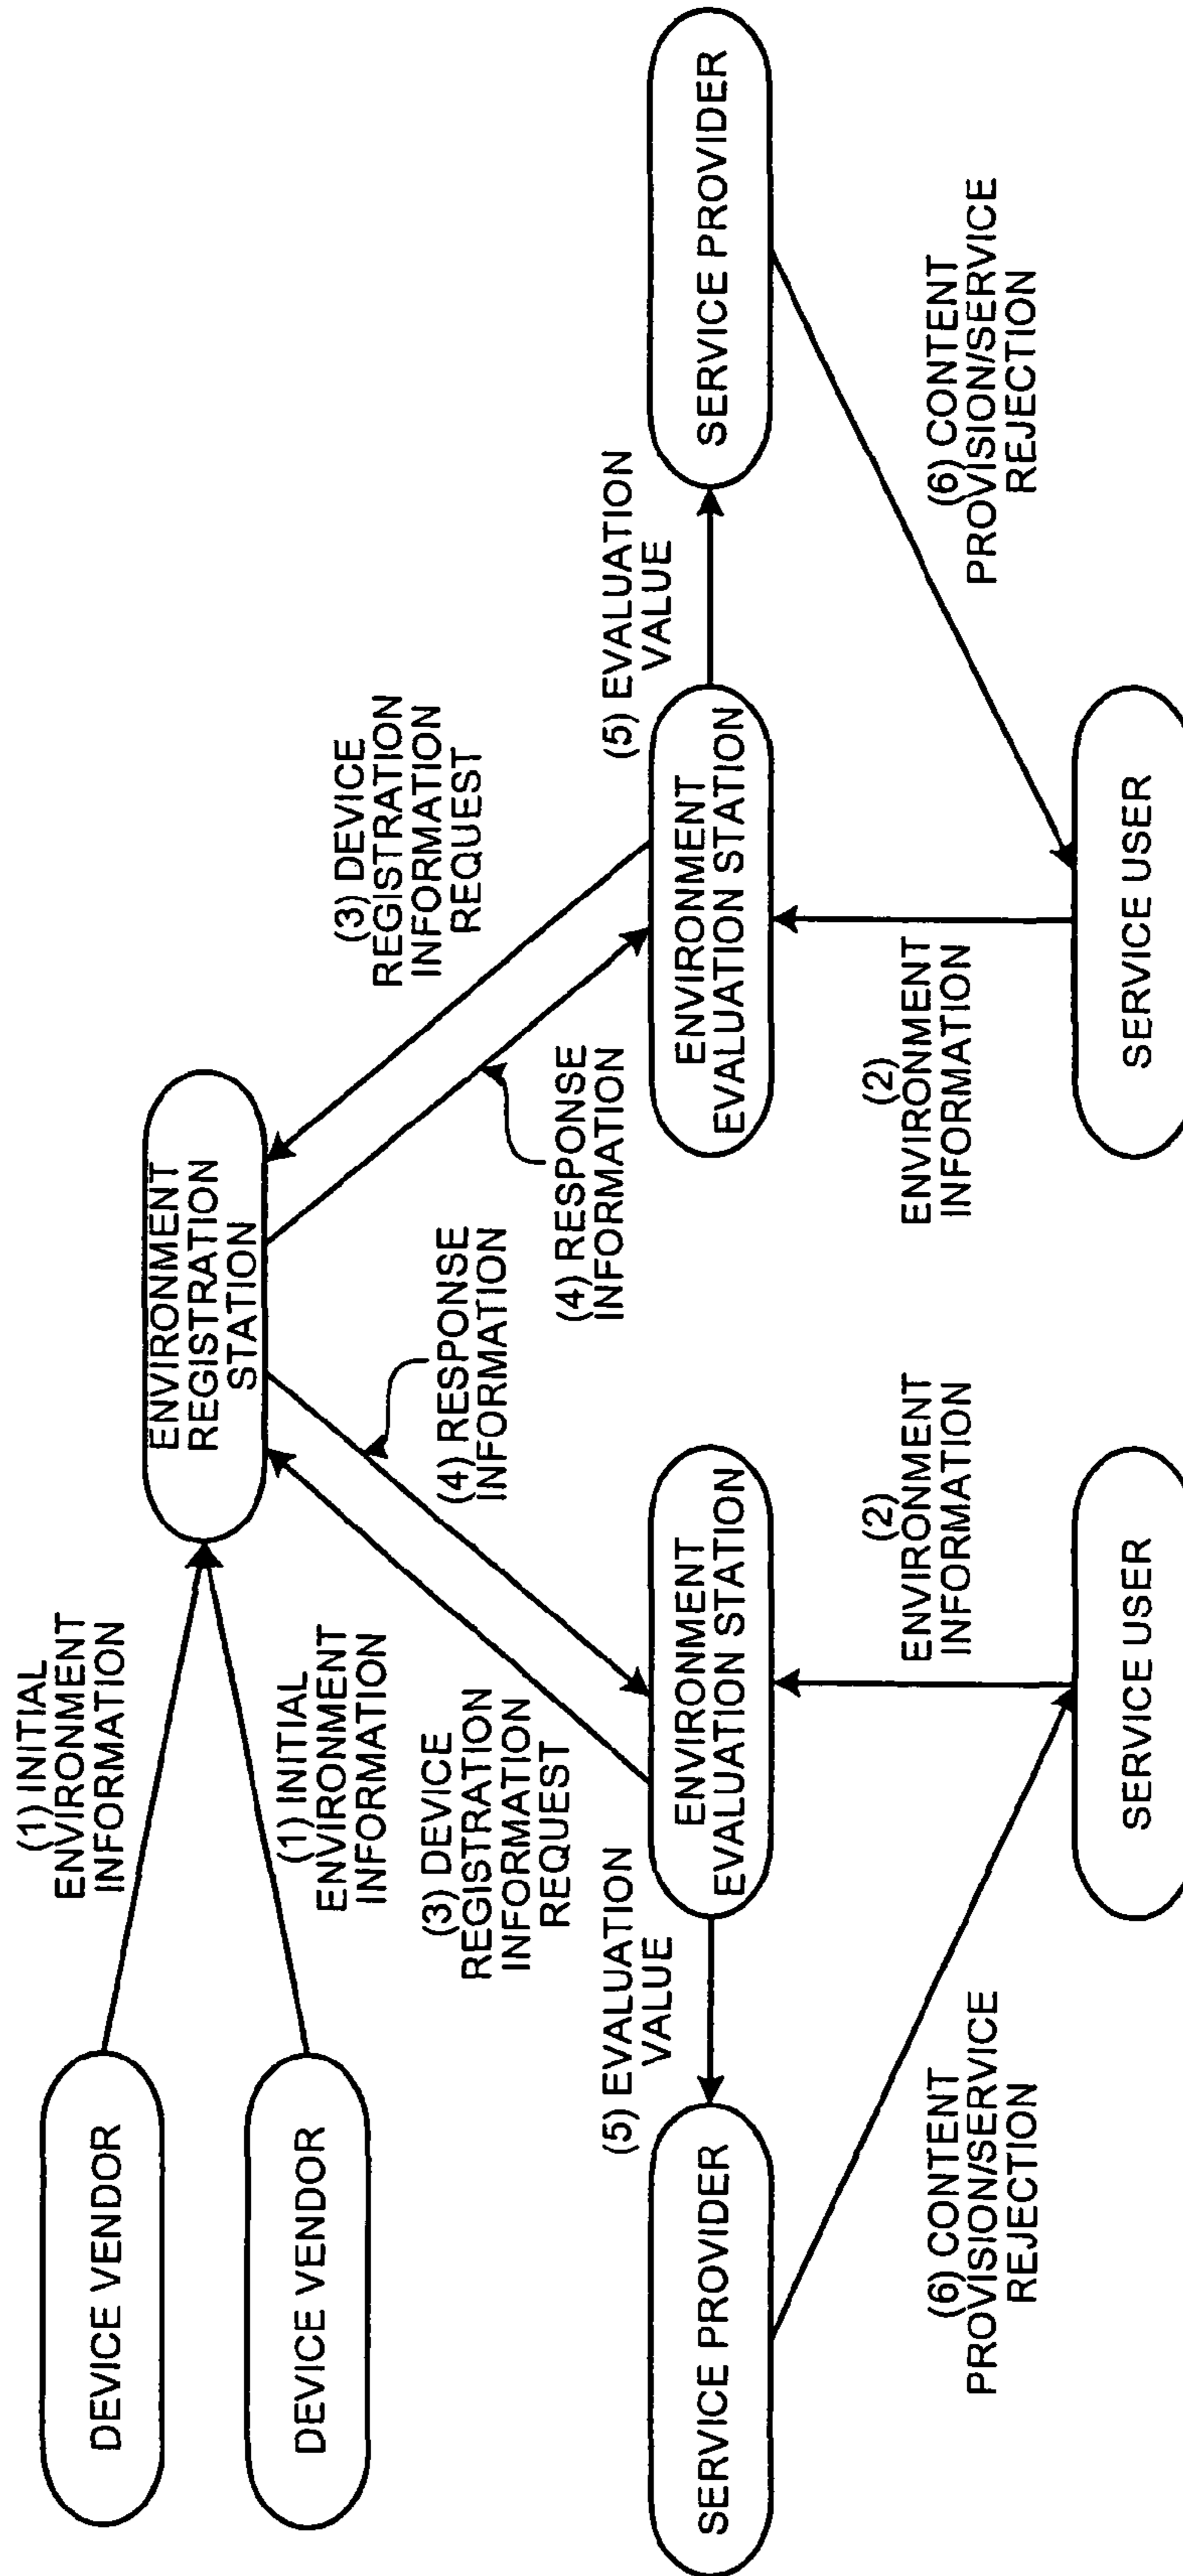 DEVICE VENDOR
(1) INITIAL
ENVIRONMENT
INFORMATION
DEVICE VENDOR
(1) INITIAL
ENVIRONMENT
INFORMATION
ENVIRONMENT
REGISTRATION
STATION
(3) DEVICE
REGISTRATION
INFORMATION
REQUEST
(4) RESPONSE
INFORMATION
(4) RESPONSE
INFORMATION
(3) DEVICE
REGISTRATION
INFORMATION
REQUEST
SERVICE PROVIDER
(5) EVALUATION
VALUE
ENVIRONMENT
EVALUATION STATION
ENVIRONMENT
EVALUATION STATION
(5) EVALUATION
VALUE
SERVICE PROVIDER
(6) CONTENT
PROVISION/SERVICE
REJECTION
(2)
ENVIRONMENT
INFORMATION
(2)
ENVIRONMENT
INFORMATION
(6) CONTENT
PROVISION/SERVICE
REJECTION
SERVICE USER
SERVICE USER